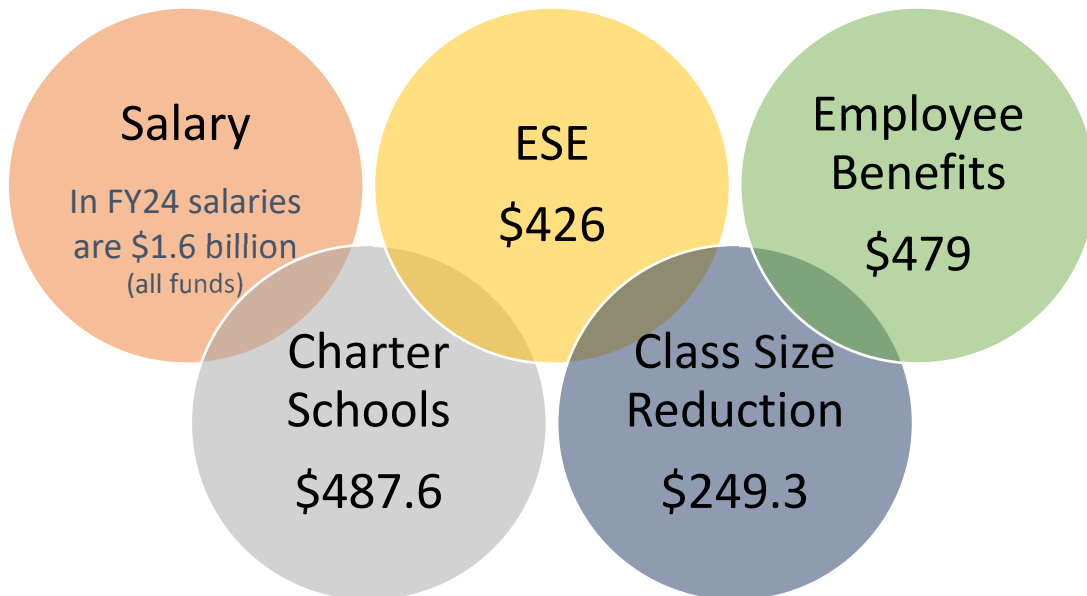 Salary
In FY24 salaries
are $1.6 billion
(all funds)
ESE
$426
Employee
Benefits
$479
Charter
Schools
$487.6
Class Size
Reduction
$249.3